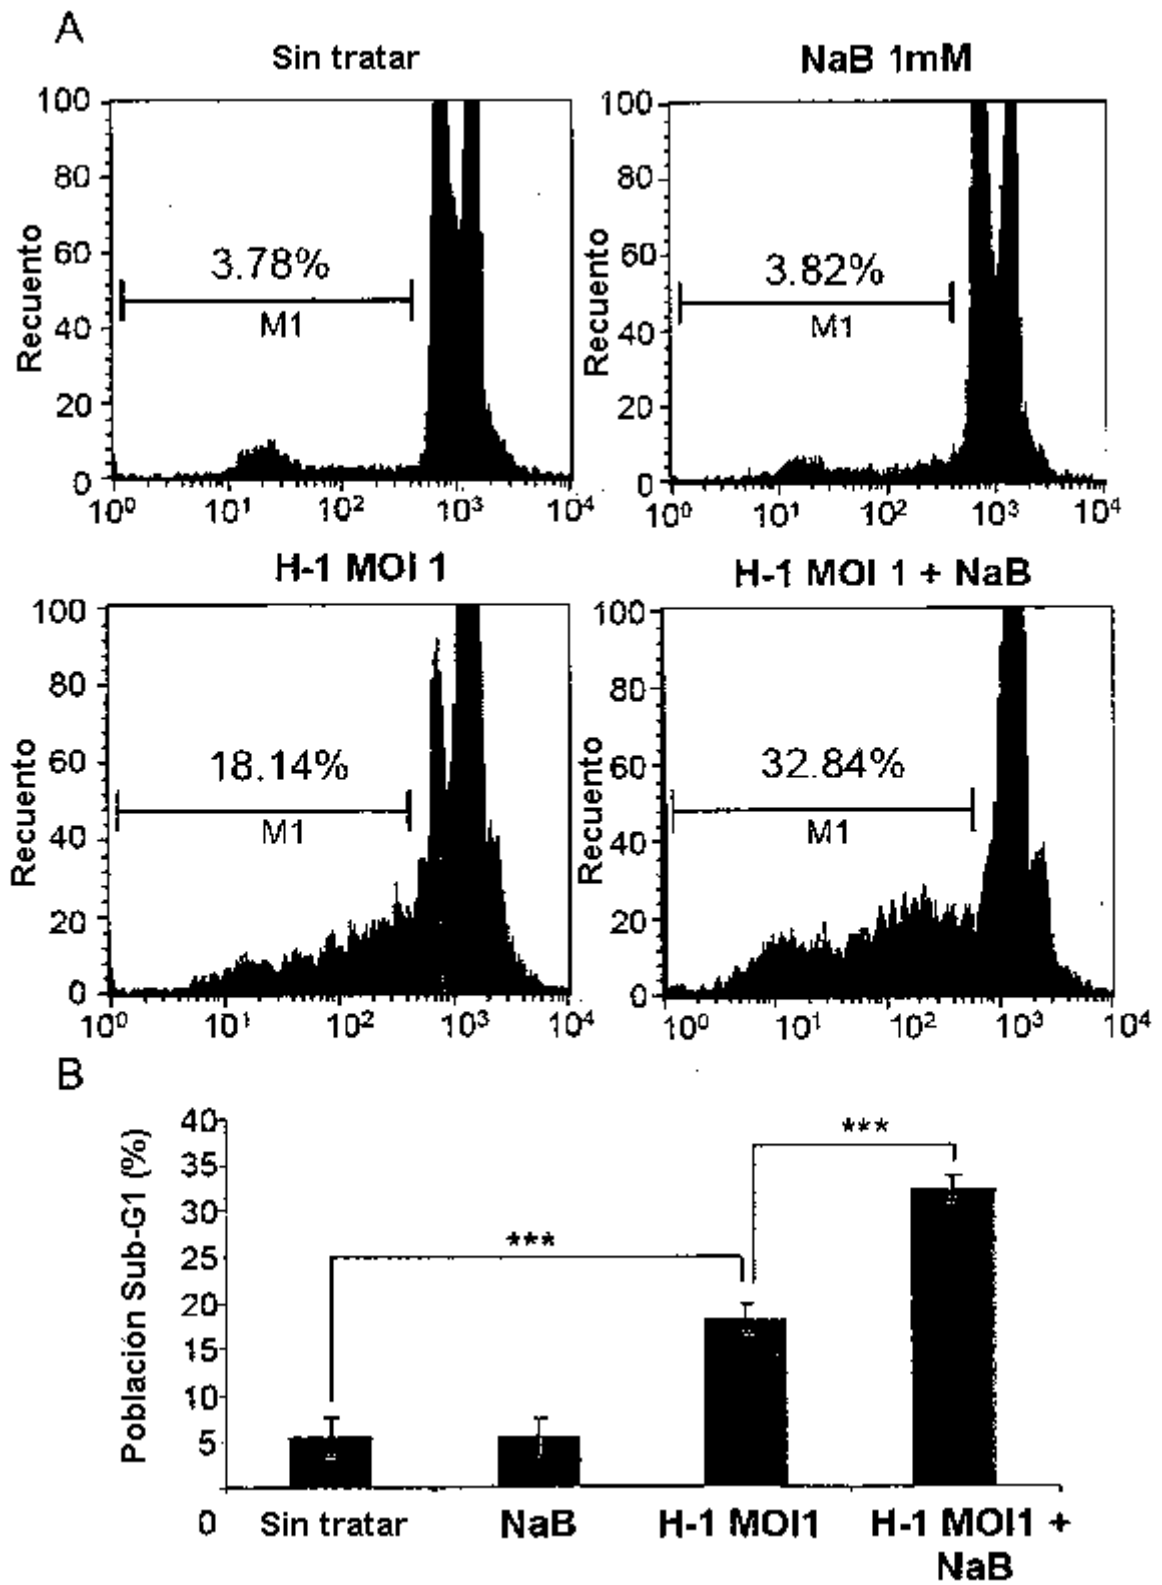 A
Sin tratar
NaB 1mM
100
80
60
40
20
0
Recuento
3.78%
M1
10⁰ 10¹ 10² 10³ 10⁴
100
80
60
40
20
0
Recuento
3.82%
M1
10⁰ 10¹ 10² 10³ 10⁴
H-1 MOI 1
H-1 MOI 1 + NaB
100
80
60
40
20
0
Recuento
18.14%
M1
10⁰ 10¹ 10² 10³ 10⁴
100
80
60
40
20
0
Recuento
32.84%
M1
10⁰ 10¹ 10² 10³ 10⁴
B
Población Sub-G1 (%)
40
35
30
25
20
15
10
5
0
***
***
Sin tratar
NaB
H-1 MOI1
H-1 MOI1 +
NaB